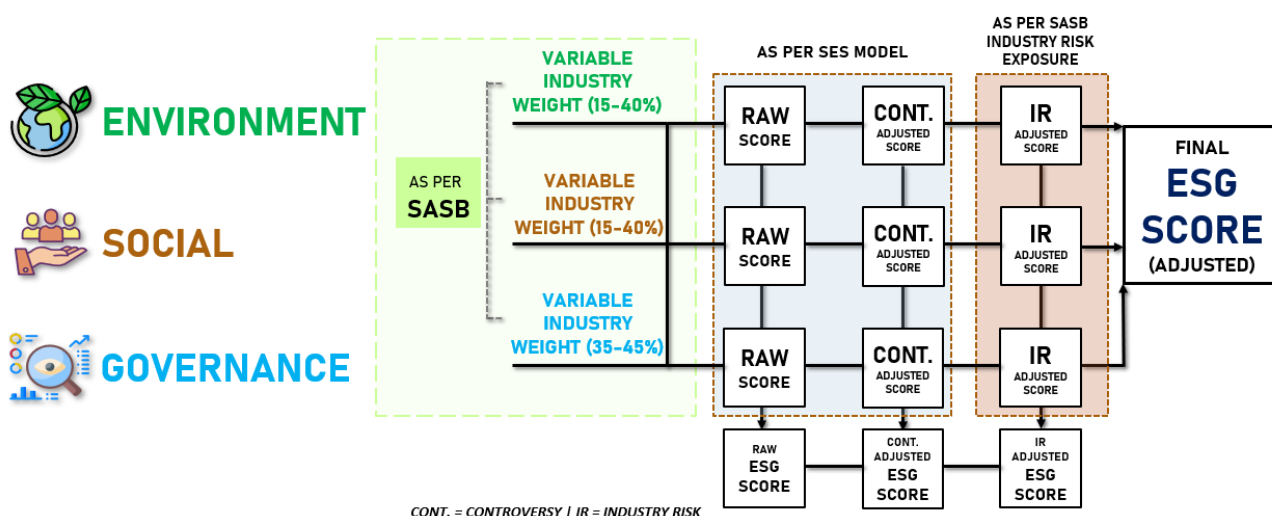 ENVIRONMENT
SOCIAL
GOVERNANCE
AS PER
SASB
VARIABLE
INDUSTRY
WEIGHT (15-40%)
VARIABLE
INDUSTRY
WEIGHT (15-40%)
VARIABLE
INDUSTRY
WEIGHT (35-45%)
AS PER SES MODEL
RAW
SCORE
CONT.
ADJUSTED
SCORE
RAW
SCORE
CONT.
ADJUSTED
SCORE
RAW
SCORE
CONT.
ADJUSTED
SCORE
AS PER SASB
INDUSTRY RISK
EXPOSURE
IR
ADJUSTED
SCORE
IR
ADJUSTED
SCORE
IR
ADJUSTED
SCORE
FINAL
ESG
SCORE
(ADJUSTED)
RAW
ESG
SCORE
CONT.
ADJUSTED
ESG
SCORE
IR
ADJUSTED
ESG
SCORE
CONT. = CONTROVERSY | IR = INDUSTRY RISK